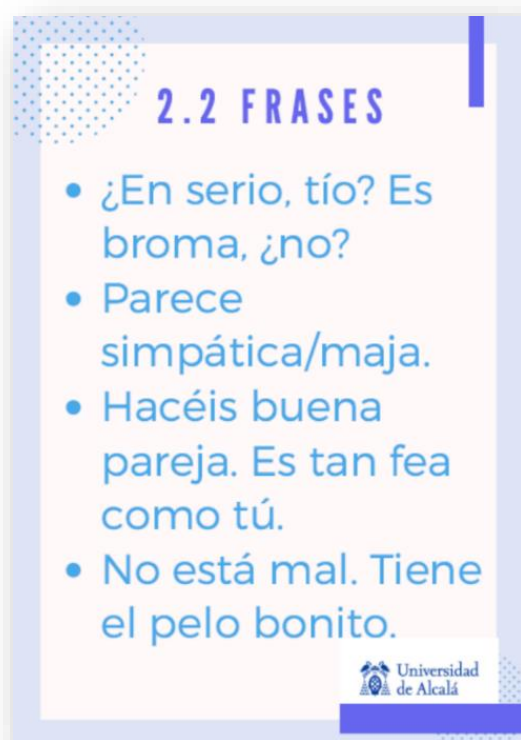 2.2 FRASES
• ¿En serio, tío? Es
broma, ¿no?
• Parece
simpática/maja.
• Hacéis buena
pareja. Es tan fea
como tú.
• No está mal. Tiene
el pelo bonito.
Universidad
de Alcalá